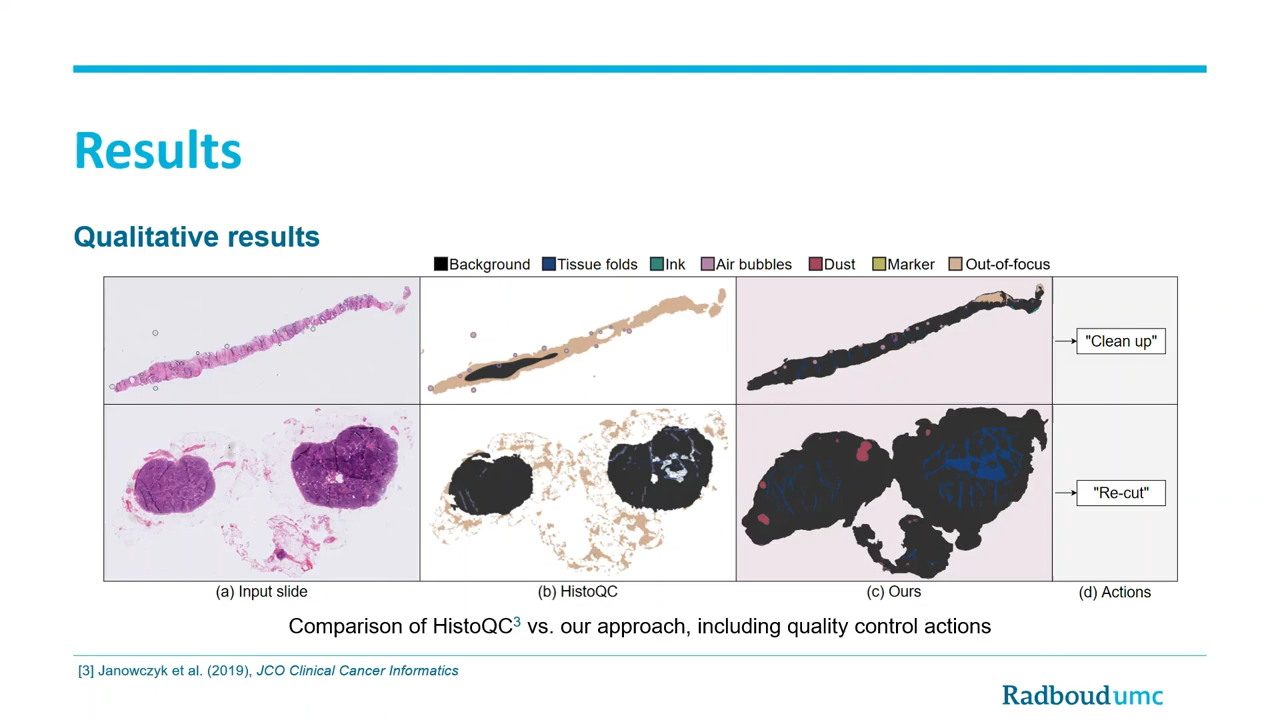 Results
Qualitative results
Background Tissue folds Ink Air bubbles Dust Marker Out-of-focus
"Clean up"
"Re-cut"
(a) Input slide (b) HistoQC (c) Ours (d) Actions
Comparison of HistoQC3 vs. our approach, including quality control actions
[3] Janowczyk et al. (2019), JCO Clinical Cancer Informatics
Radboudumc